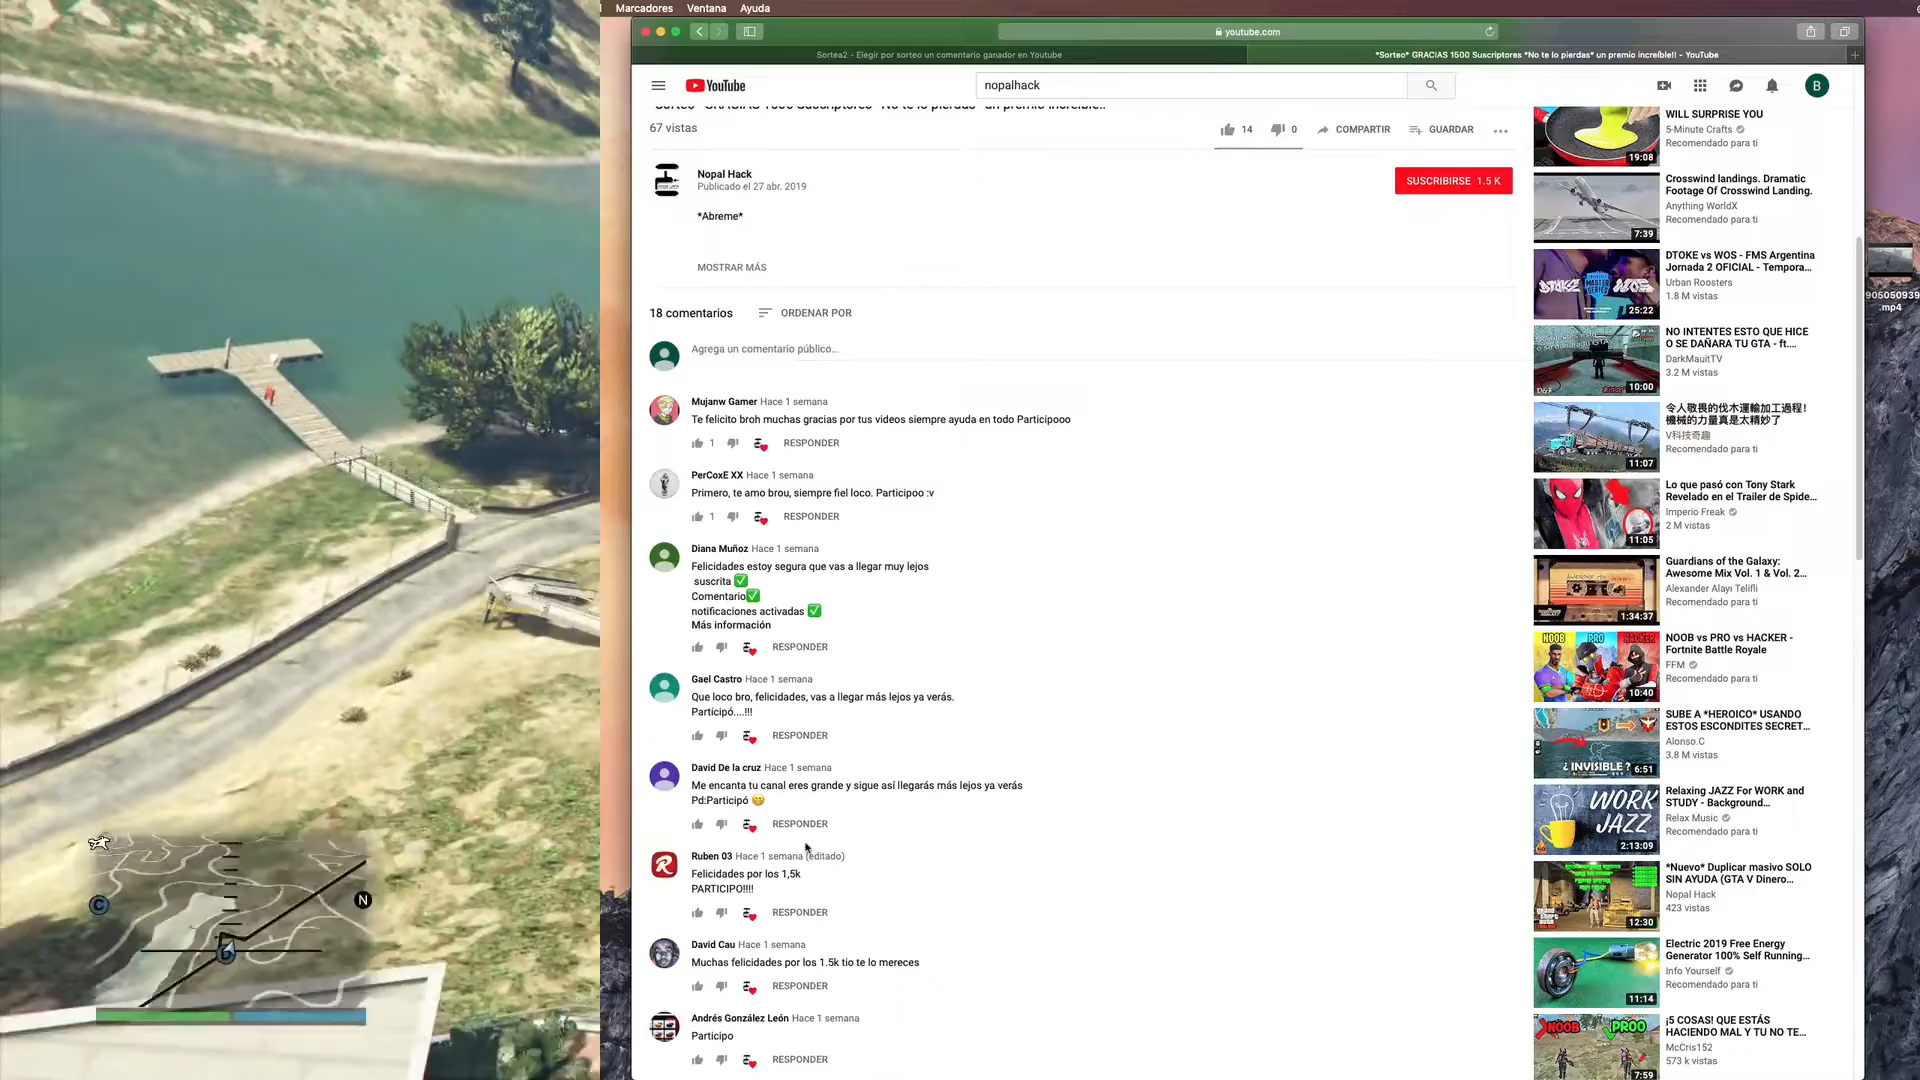 Marcadores Ventana Ayuda
youtube.com
Sortea2 - Elegir por sorteo un comentario ganador en Youtube
*Sorteo* GRACIAS 1500 Suscriptores *No te lo pierdas* un premio increible!! - YouTube
YouTube
nopalhack
B
*Sorteo* GRACIAS 1500 Suscriptores *No te lo pierdas* un premio increible!!
67 vistas
14
0
COMPARTIR
GUARDAR
Nopal Hack
Publicado el 27 abr. 2019
SUSCRIBIRSE 1.5 K
*Abreme*
MOSTRAR MÁS
18 comentarios
ORDENAR POR
Agrega un comentario público...
Mujanw Gamer Hace 1 semana
Te felicito broh muchas gracias por tus videos siempre ayuda en todo Participooo
1
RESPONDER
PerCoxE XX Hace 1 semana
Primero, te amo brou, siempre fiel loco. Participoo :v
1
RESPONDER
Diana Muñoz Hace 1 semana
Felicidades estoy segura que vas a llegar muy lejos
suscrita ✅
Comentario✅
notificaciones activadas ✅
Más información
RESPONDER
Gael Castro Hace 1 semana
Que loco bro, felicidades, vas a llegar más lejos ya verás.
Participó....!!!
RESPONDER
David De la cruz Hace 1 semana
Me encanta tu canal eres grande y sigue así llegarás más lejos ya verás
Pd:Participó
RESPONDER
Ruben 03 Hace 1 semana (editado)
Felicidades por los 1,5k
PARTICIPO!!!!
RESPONDER
David Cau Hace 1 semana
Muchas felicidades por los 1.5k tio te lo mereces
RESPONDER
Andrés González León Hace 1 semana
Participo
RESPONDER
WILL SURPRISE YOU
5-Minute Crafts
Recomendado para ti
19:08
Crosswind landings. Dramatic
Footage Of Crosswind Landing.
Anything WorldX
Recomendado para ti
7:39
DTOKE vs WOS - FMS Argentina
Jornada 2 OFICIAL - Tempora...
Urban Roosters
1.8 M vistas
DTOKE
WOS
25:22
NO INTENTES ESTO QUE HICE
O SE DAÑARA TU GTA - ft....
DarkMauitTV
3.2 M vistas
10:00
令人敬畏的伐木運輸加工過程!
機械的力量真是太精妙了
V科技奇趣
Recomendado para ti
11:07
Lo que pasó con Tony Stark
Revelado en el Trailer de Spide...
Imperio Freak
2 M vistas
11:05
Guardians of the Galaxy:
Awesome Mix Vol. 1 & Vol. 2...
Alexander Alayı Telifli
Recomendado para ti
1:34:37
NOOB vs PRO vs HACKER -
Fortnite Battle Royale
FFM
Recomendado para ti
NOOB
PRO
HACKER
10:40
SUBE A *HEROICO* USANDO
ESTOS ESCONDITES SECRET...
Alonso.C
3.8 M vistas
¿ INVISIBLE ?
6:51
Relaxing JAZZ For WORK and
STUDY - Background...
Relax Music
Recomendado para ti
WORK
JAZZ
2:13:09
*Nuevo* Duplicar masivo SOLO
SIN AYUDA (GTA V Dinero...
Nopal Hack
423 vistas
12:30
Electric 2019 Free Energy
Generator 100% Self Running...
Info Yourself
Recomendado para ti
11:14
¡5 COSAS! QUE ESTÁS
HACIENDO MAL Y TU NO TE...
McCris152
573 k vistas
NOOB
PROO
7:59
905050939
.mp4
C
N